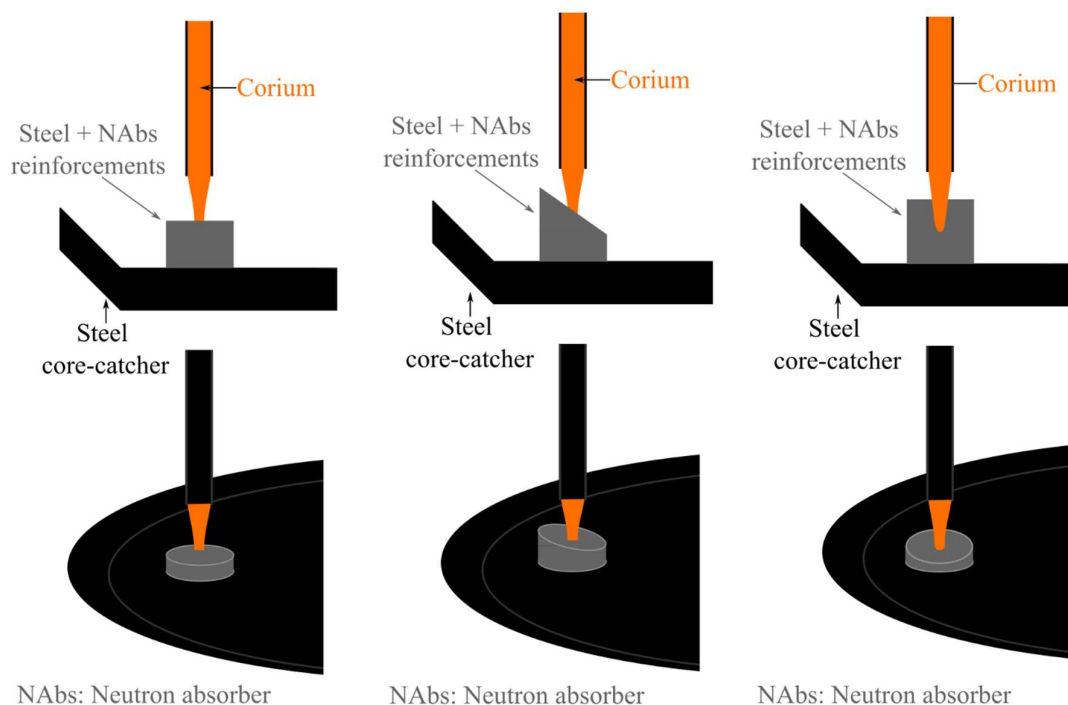 Corium
Steel + NAbs
reinforcements
Steel
core-catcher
NAbs: Neutron absorber
Corium
Steel + NAbs
reinforcements
Steel
core-catcher
NAbs: Neutron absorber
Corium
Steel + NAbs
reinforcements
Steel
core-catcher
NAbs: Neutron absorber